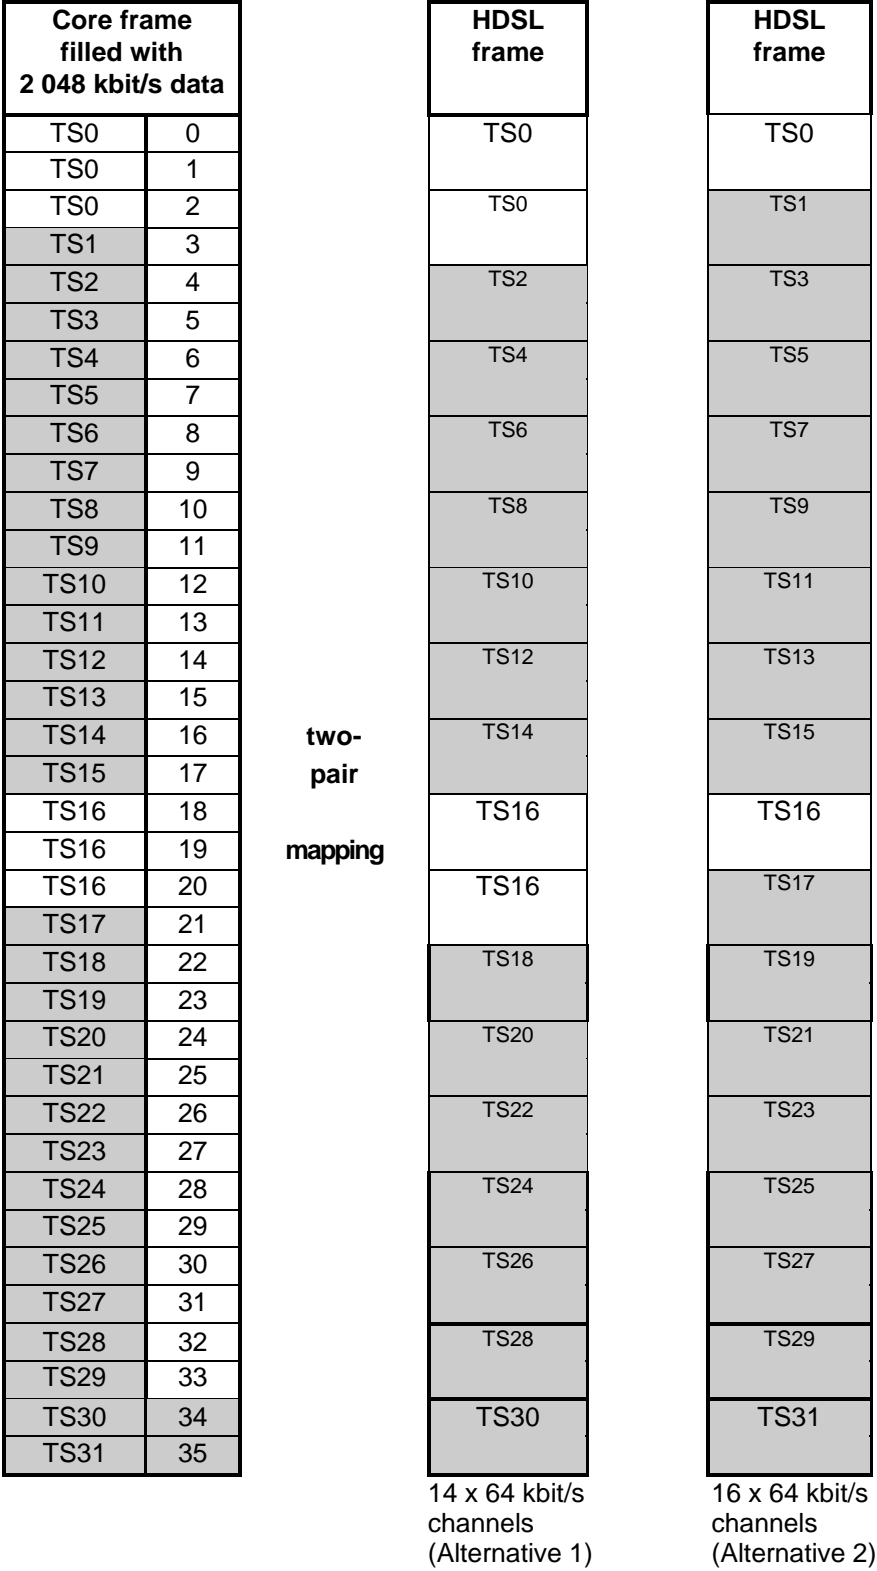 Core frame
filled with
2 048 kbit/s data
HDSL
frame
HDSL
frame
TS0 0 TS0 TS0
TS0 1
TS0 2 TS0 TS1
TS1 3
TS2 4 TS2 TS3
TS3 5
TS4 6 TS4 TS5
TS5 7
TS6 8 TS6 TS7
TS7 9
TS8 10 TS8 TS9
TS9 11
TS10 12 TS10 TS11
TS11 13
TS12 14 TS12 TS13
TS13 15
TS14 16 two- TS14 TS15
TS15 17 pair
TS16 18 TS16 TS16
TS16 19 mapping
TS16 20 TS16 TS17
TS17 21
TS18 22 TS18 TS19
TS19 23
TS20 24 TS20 TS21
TS21 25
TS22 26 TS22 TS23
TS23 27
TS24 28 TS24 TS25
TS25 29
TS26 30 TS26 TS27
TS27 31
TS28 32 TS28 TS29
TS29 33
TS30 34 TS30 TS31
TS31 35
14 x 64 kbit/s
channels
(Alternative 1)
16 x 64 kbit/s
channels
(Alternative 2)